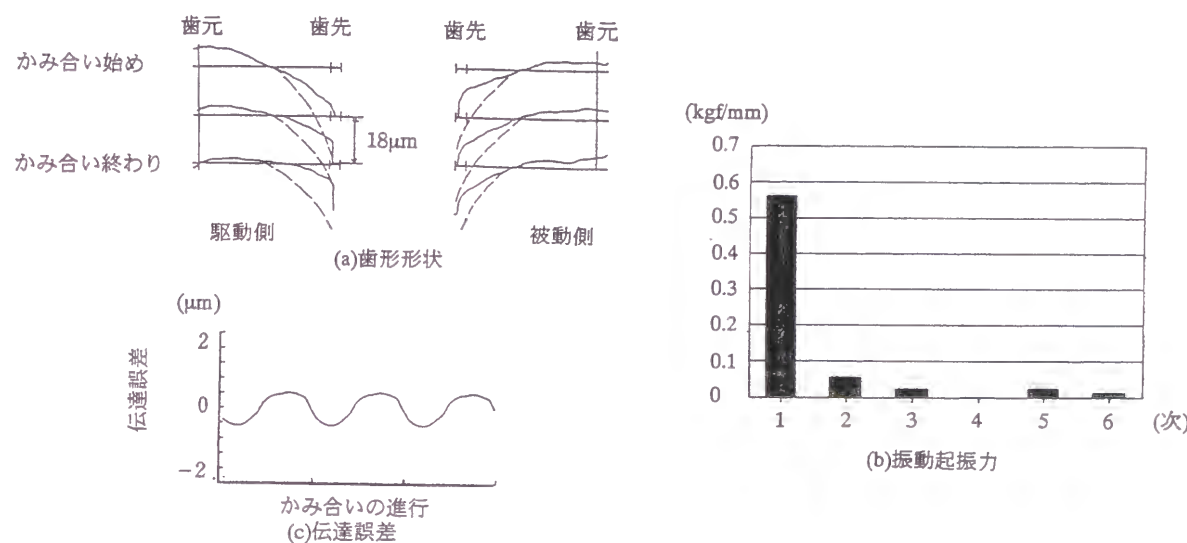 歯元 歯先 歯先 歯元
かみ合い始め
18μm
かみ合い終わり
駆動側 被動側
(a)歯形形状
(μm)
伝達誤差
2
0
−2
かみ合いの進行
(c)伝達誤差
(kgf/mm)
0.7
0.6
0.5
0.4
0.3
0.2
0.1
0
1 2 3 4 5 6 (次)
(b)振動起振力